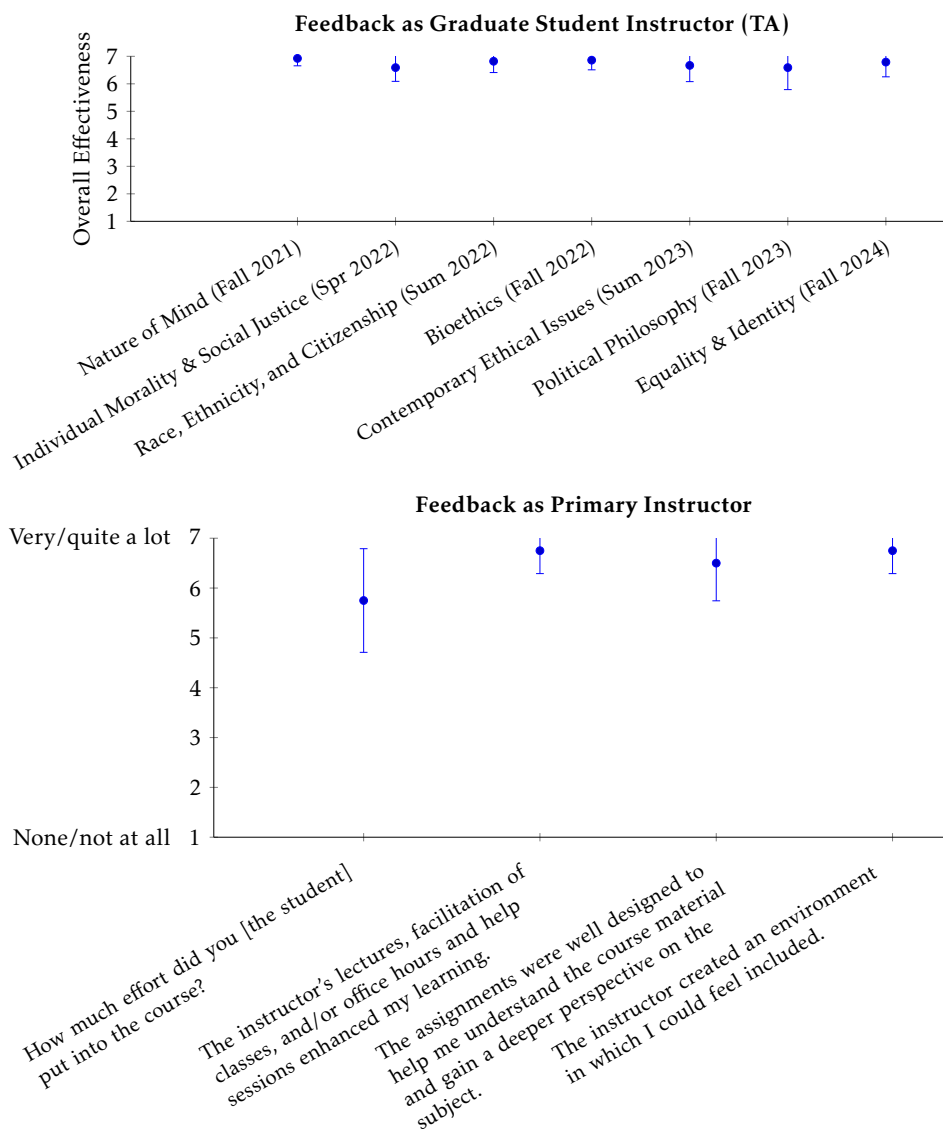 Feedback as Graduate Student Instructor (TA)
Overall Effectiveness
7
6
5
4
3
2
1
Nature of Mind (Fall 2021)
Individual Morality & Social Justice (Spr 2022)
Race, Ethnicity, and Citizenship (Sum 2022)
Bioethics (Fall 2022)
Contemporary Ethical Issues (Sum 2023)
Political Philosophy (Fall 2023)
Equality & Identity (Fall 2024)
Feedback as Primary Instructor
Very/quite a lot 7
6
5
4
3
2
None/not at all 1
How much effort did you [the student]
put into the course?
The instructor's lectures, facilitation of
classes, and/or office hours and help
sessions enhanced my learning.
The assignments were well designed to
help me understand the course material
and gain a deeper perspective on the
subject.
The instructor created an environment
in which I could feel included.